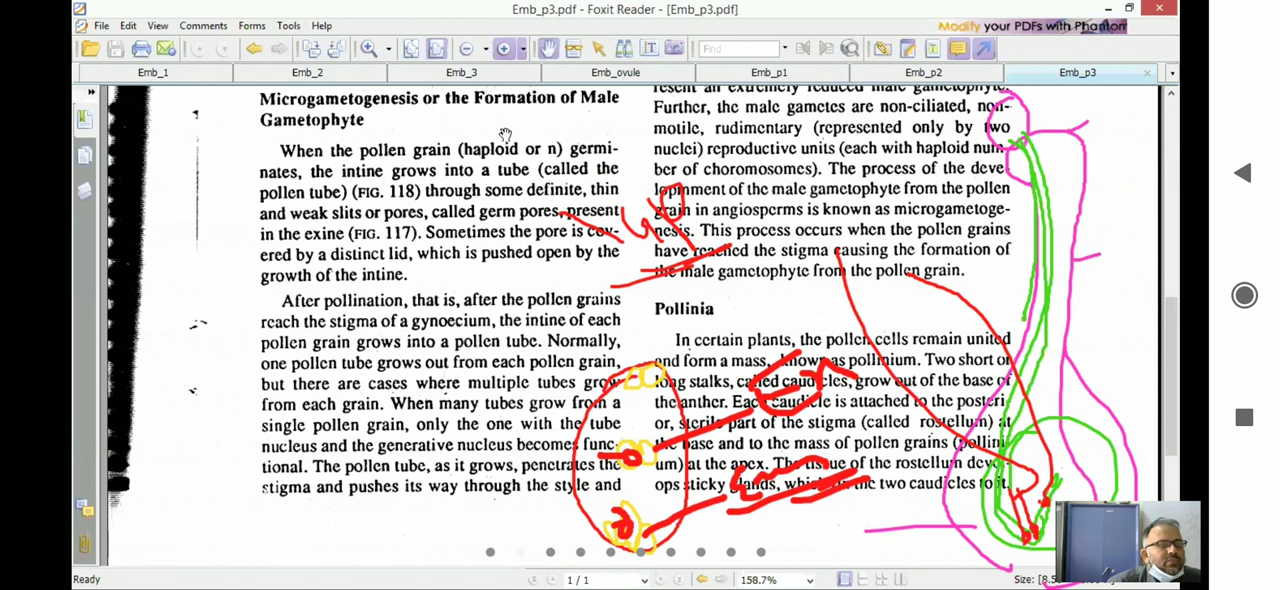 Emb_p3.pdf - Foxit Reader - [Emb_p3.pdf]
File Edit View Comments Forms Tools Help
Modify your PDFs with Phantom
Find
Emb_1 Emb_2 Emb_3 Emb_ovule Emb_p1 Emb_p2 Emb_p3
Microgametogenesis or the Formation of Male
Gametophyte
When the pollen grain (haploid or n) germi-
nates, the intine grows into a tube (called the
pollen tube) (FIG. 118) through some definite, thin
and weak slits or pores, called germ pores, present
in the exine (FIG. 117). Sometimes the pore is cov-
ered by a distinct lid, which is pushed open by the
growth of the intine.
After pollination, that is, after the pollen grains
reach the stigma of a gynoecium, the intine of each
pollen grain grows into a pollen tube. Normally,
one pollen tube grows out from each pollen grain,
but there are cases where multiple tubes grow
from each grain. When many tubes grow from a
single pollen grain, only the one with the tube
nucleus and the generative nucleus becomes func-
tional. The pollen tube, as it grows, penetrates the
stigma and pushes its way through the style and
resent an extremely reduced male gametophyte.
Further, the male gametes are non-ciliated, non-
motile, rudimentary (represented only by two
nuclei) reproductive units (each with haploid num-
ber of choromosomes). The process of the deve
lopinment of the male gametophyte from the pollen
grain in angiosperms is known as microgametoge-
nesis. This process occurs when the pollen grains
have reached the stigma causing the formation of
the male gametophyte from the pollen grain.
Pollinia
In certain plants, the pollen cells remain united
and form a mass, known as pollinium. Two short or
long stalks, called caudicles, grow out of the base of
the anther. Each caudicle is attached to the posteri-
or, sterile part of the stigma (called rostellum) at
the base and to the mass of pollen grains (pollini
um) at the apex. The tissue of the rostellum deve
ops sticky glands, the two caudicles to it.
Ready 1 / 1 158.7% Size: [8.5